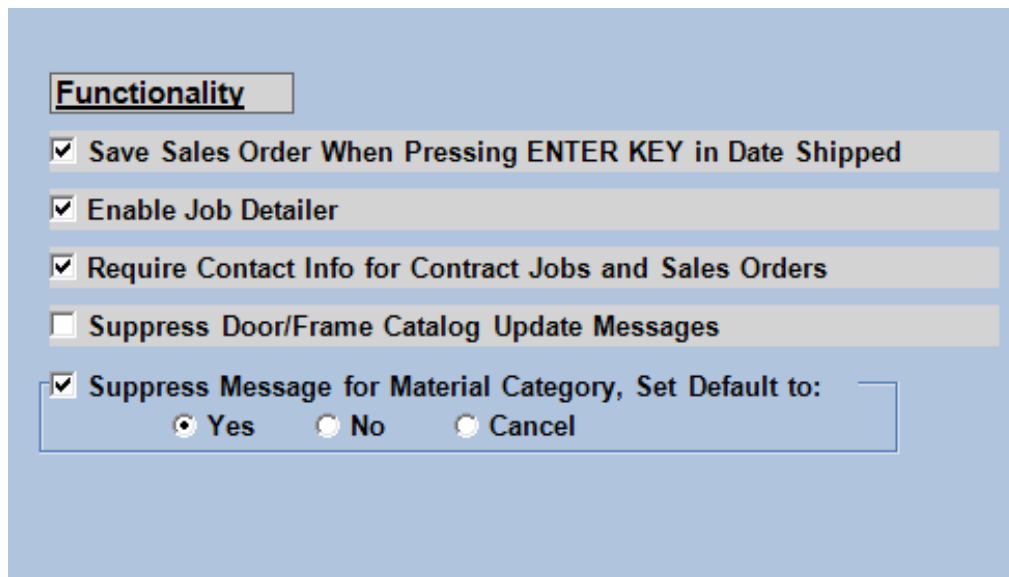 Functionality
Save Sales Order When Pressing ENTER KEY in Date Shipped
Enable Job Detailer
Require Contact Info for Contract Jobs and Sales Orders
Suppress Door/Frame Catalog Update Messages
Suppress Message for Material Category, Set Default to:
Yes No Cancel